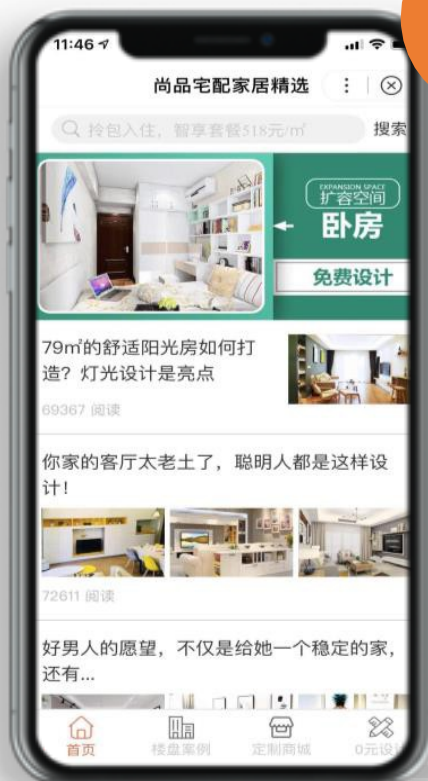 11:46
尚品宅配家居精选
拎包入住，智享套餐518元/㎡
搜索
EXPANSION SPACE
扩容空间
卧房
免费设计
79㎡的舒适阳光房如何打
造？灯光设计是亮点
69367 阅读
你家的客厅太老土了，聪明人都是这样设
计！
72611 阅读
好男人的愿望，不仅是给她一个稳定的家，
还有...
首页
楼盘案例
定制商城
0元设计